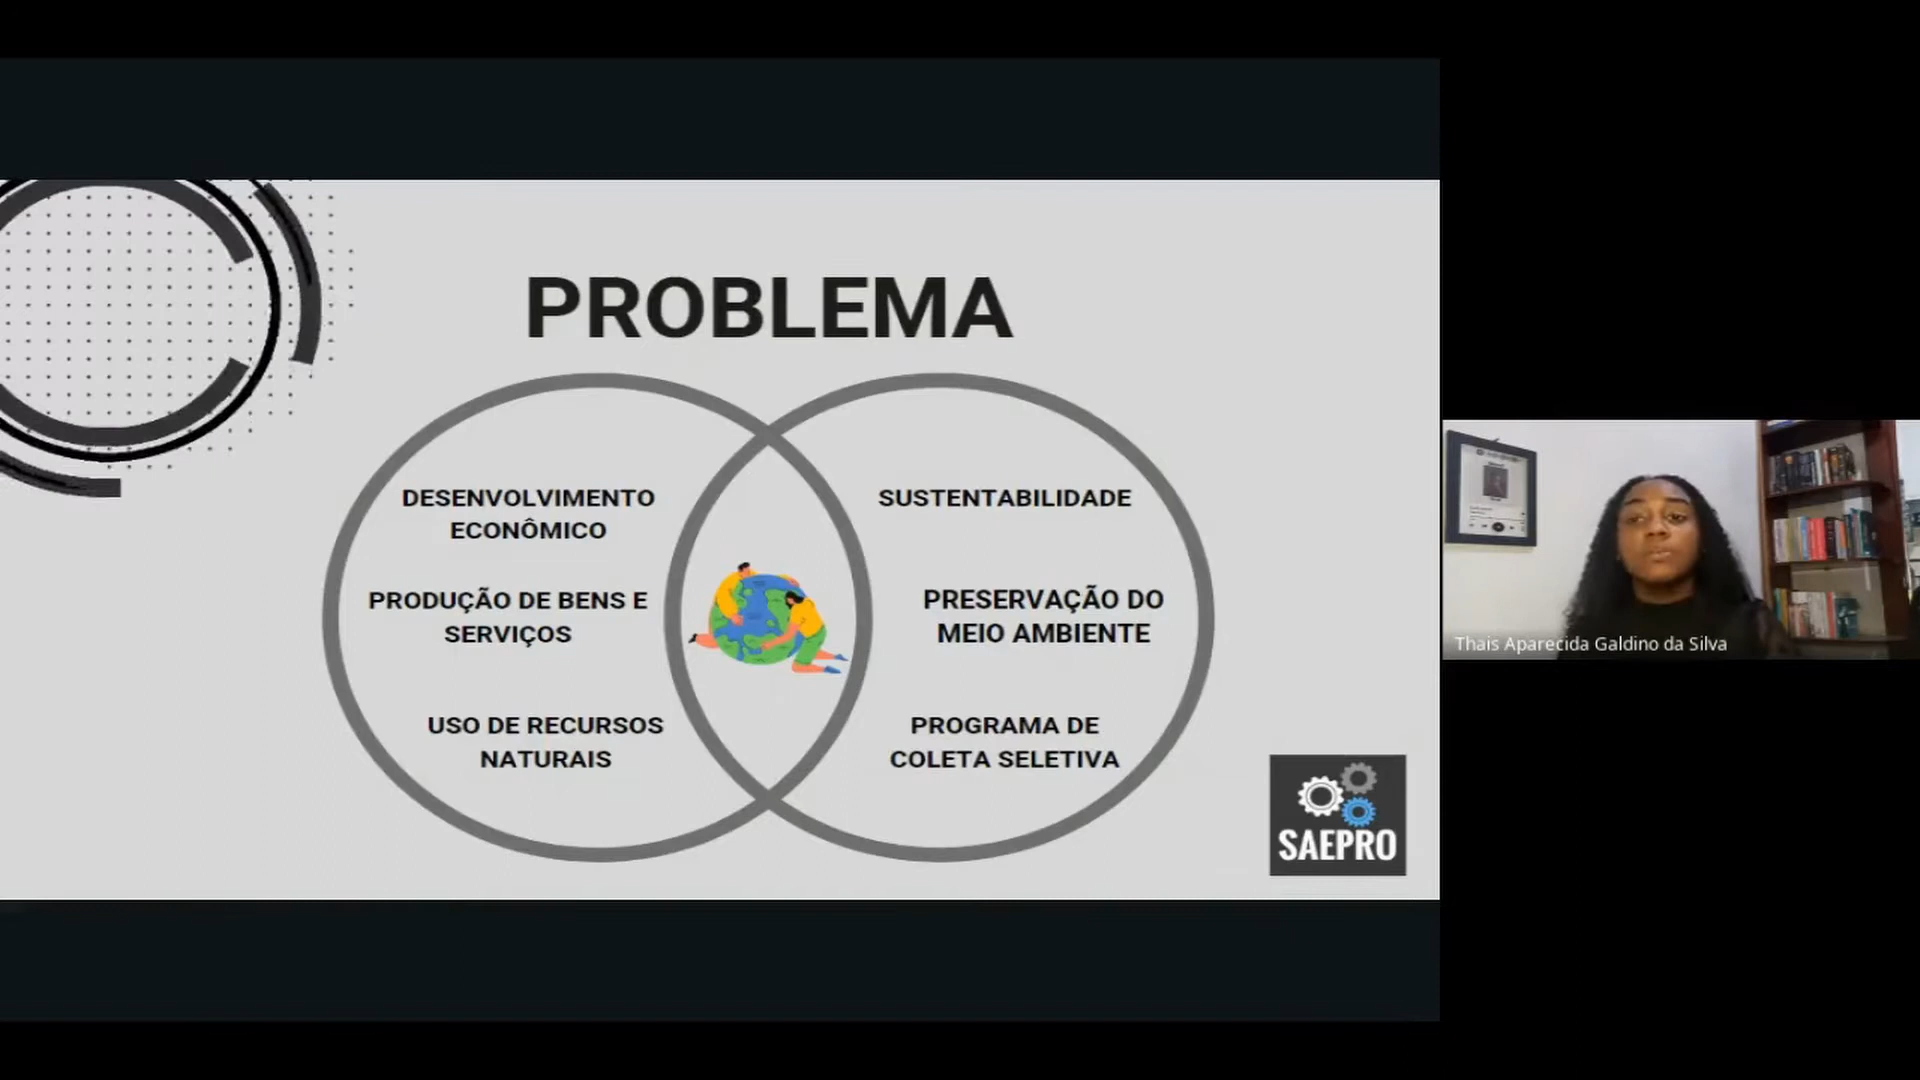 PROBLEMA
DESENVOLVIMENTO
ECONÔMICO
PRODUÇÃO DE BENS E
SERVIÇOS
USO DE RECURSOS
NATURAIS
SUSTENTABILIDADE
PRESERVAÇÃO DO
MEIO AMBIENTE
PROGRAMA DE
COLETA SELETIVA
SAEPRO
Thais Aparecida Galdino da Silva